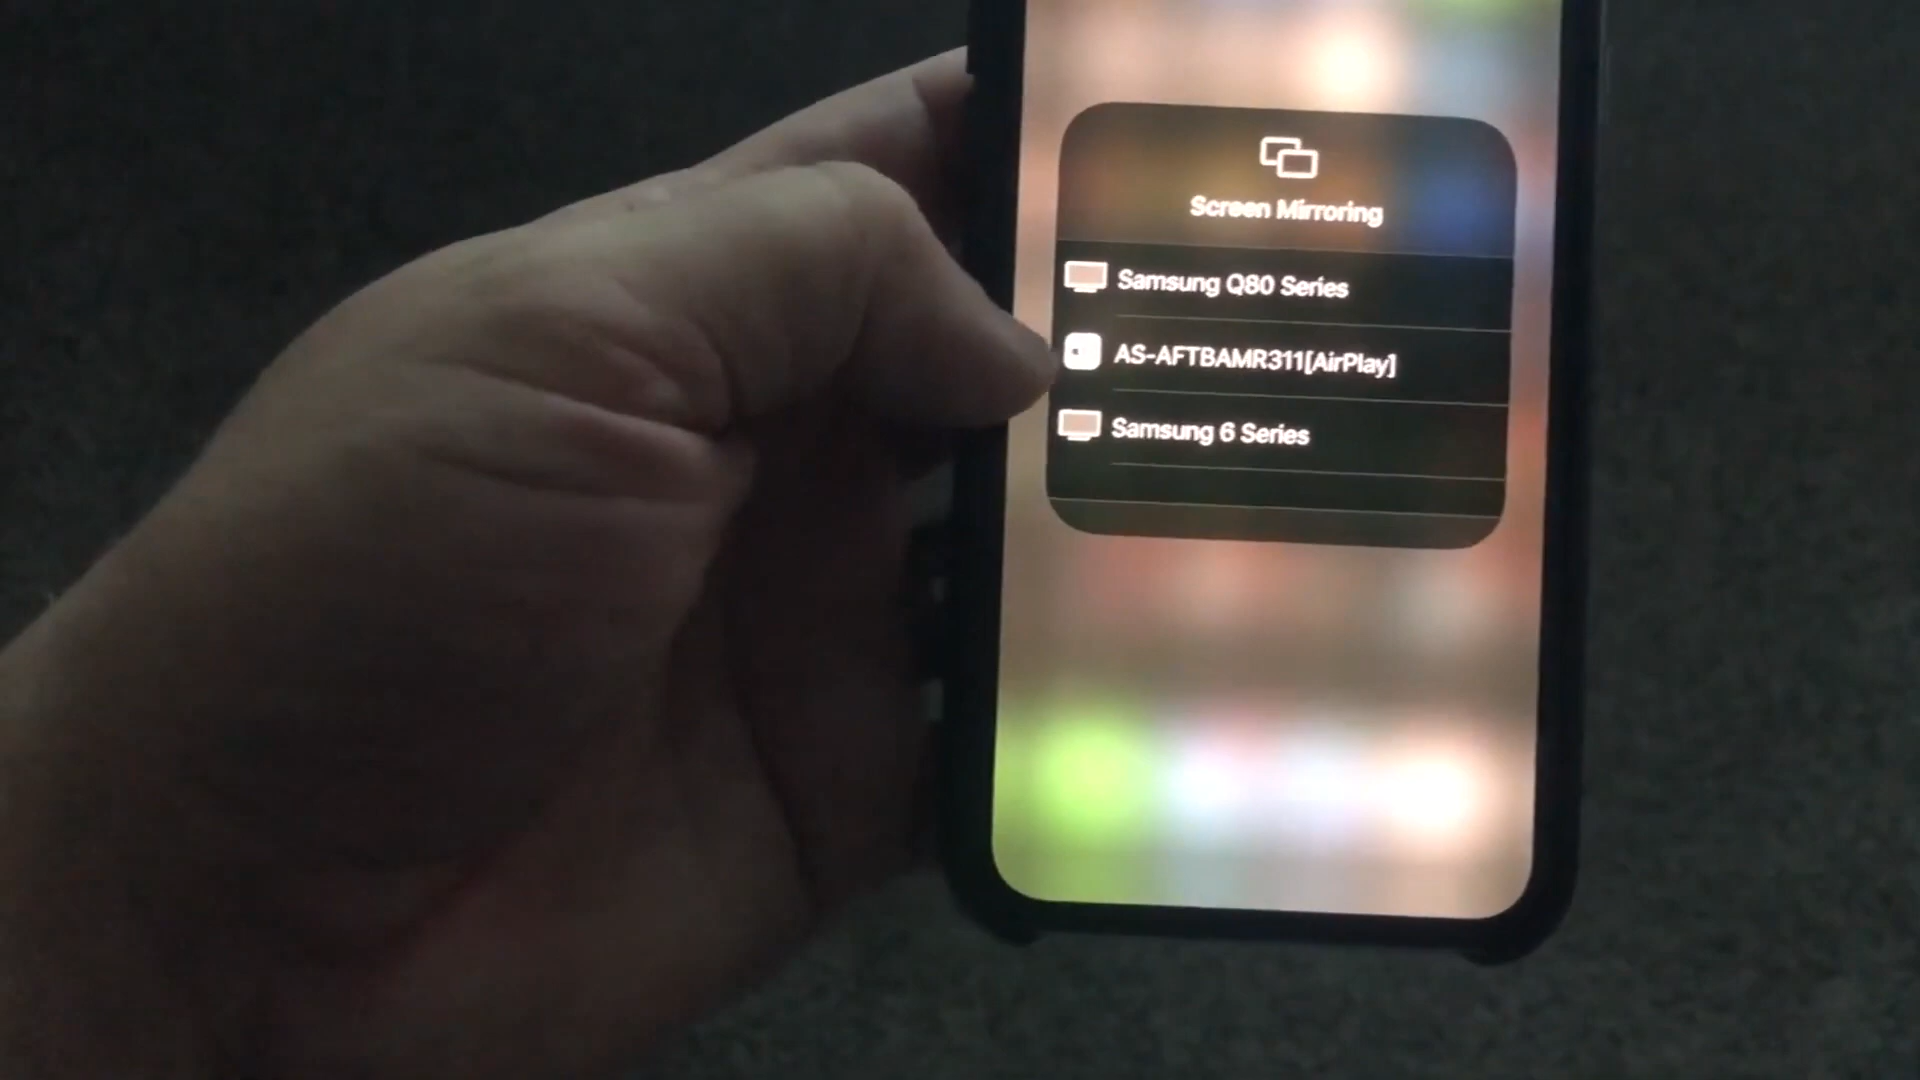 Screen Mirroring
Samsung Q80 Series
AS-AFTBAMR311[AirPlay]
Samsung 6 Series